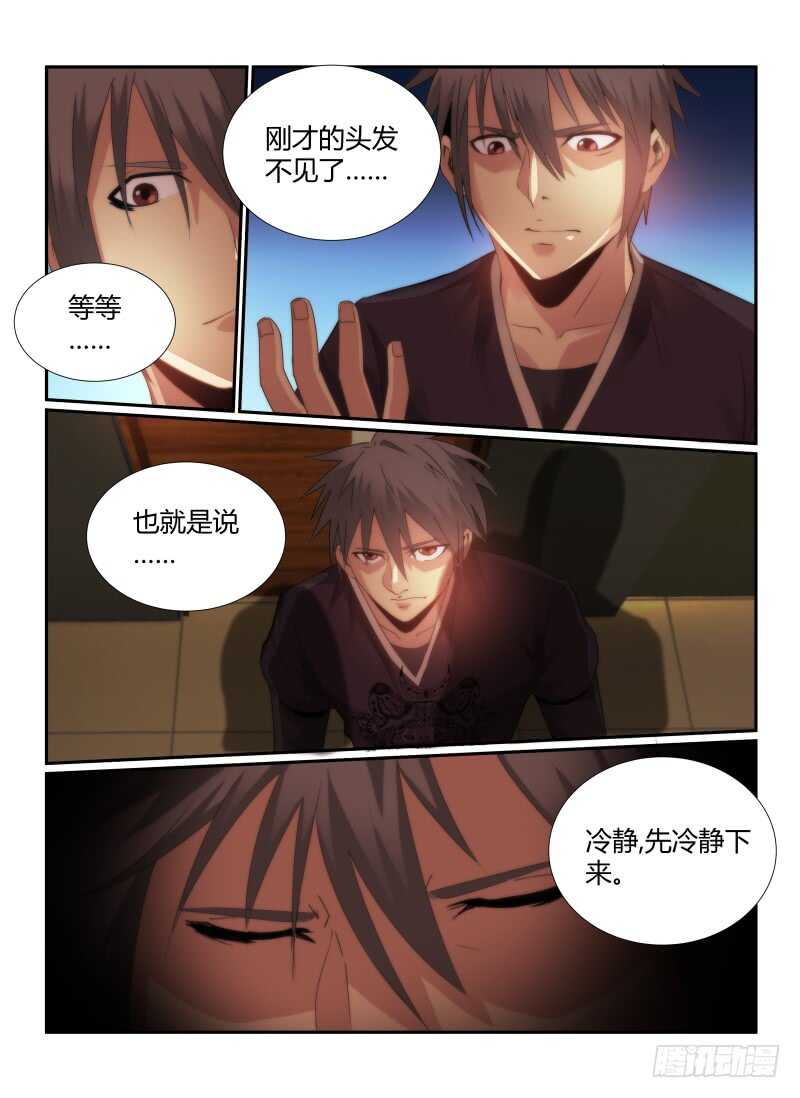 等等
……
刚才的头发
不见了……
也就是说
……
冷静,先冷静下
来。
腾讯动漫